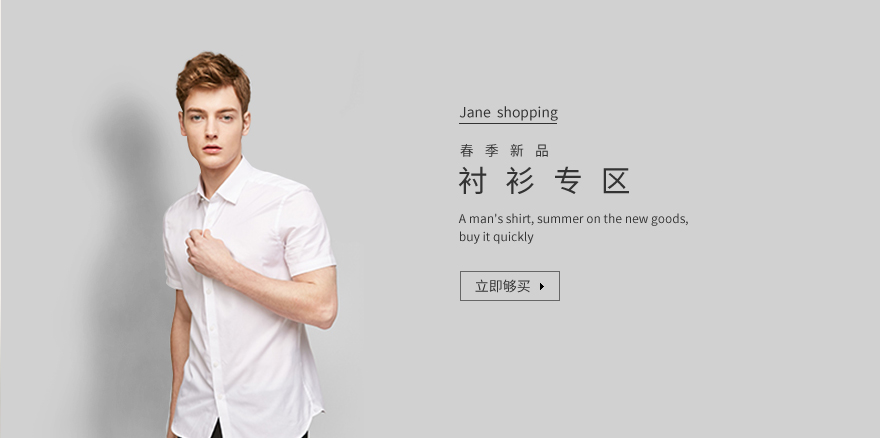 Jane shopping
春季新品
衬衫专区
A man's shirt, summer on the new goods,
buy it quickly
立即够买